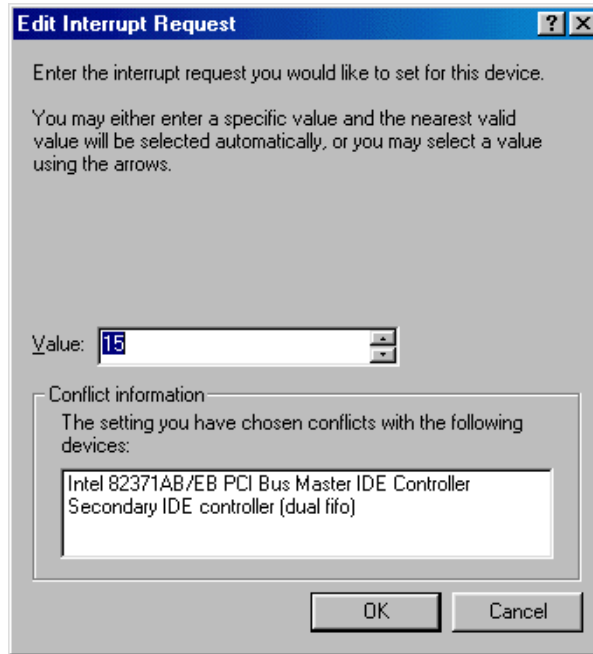 Edit Interrupt Request
Enter the interrupt request you would like to set for this device.
You may either enter a specific value and the nearest valid
value will be selected automatically, or you may select a value
using the arrows.
Value: 15
Conflict information
The setting you have chosen conflicts with the following
devices:
Intel 82371AB/EB PCI Bus Master IDE Controller
Secondary IDE controller (dual fifo)
OK Cancel